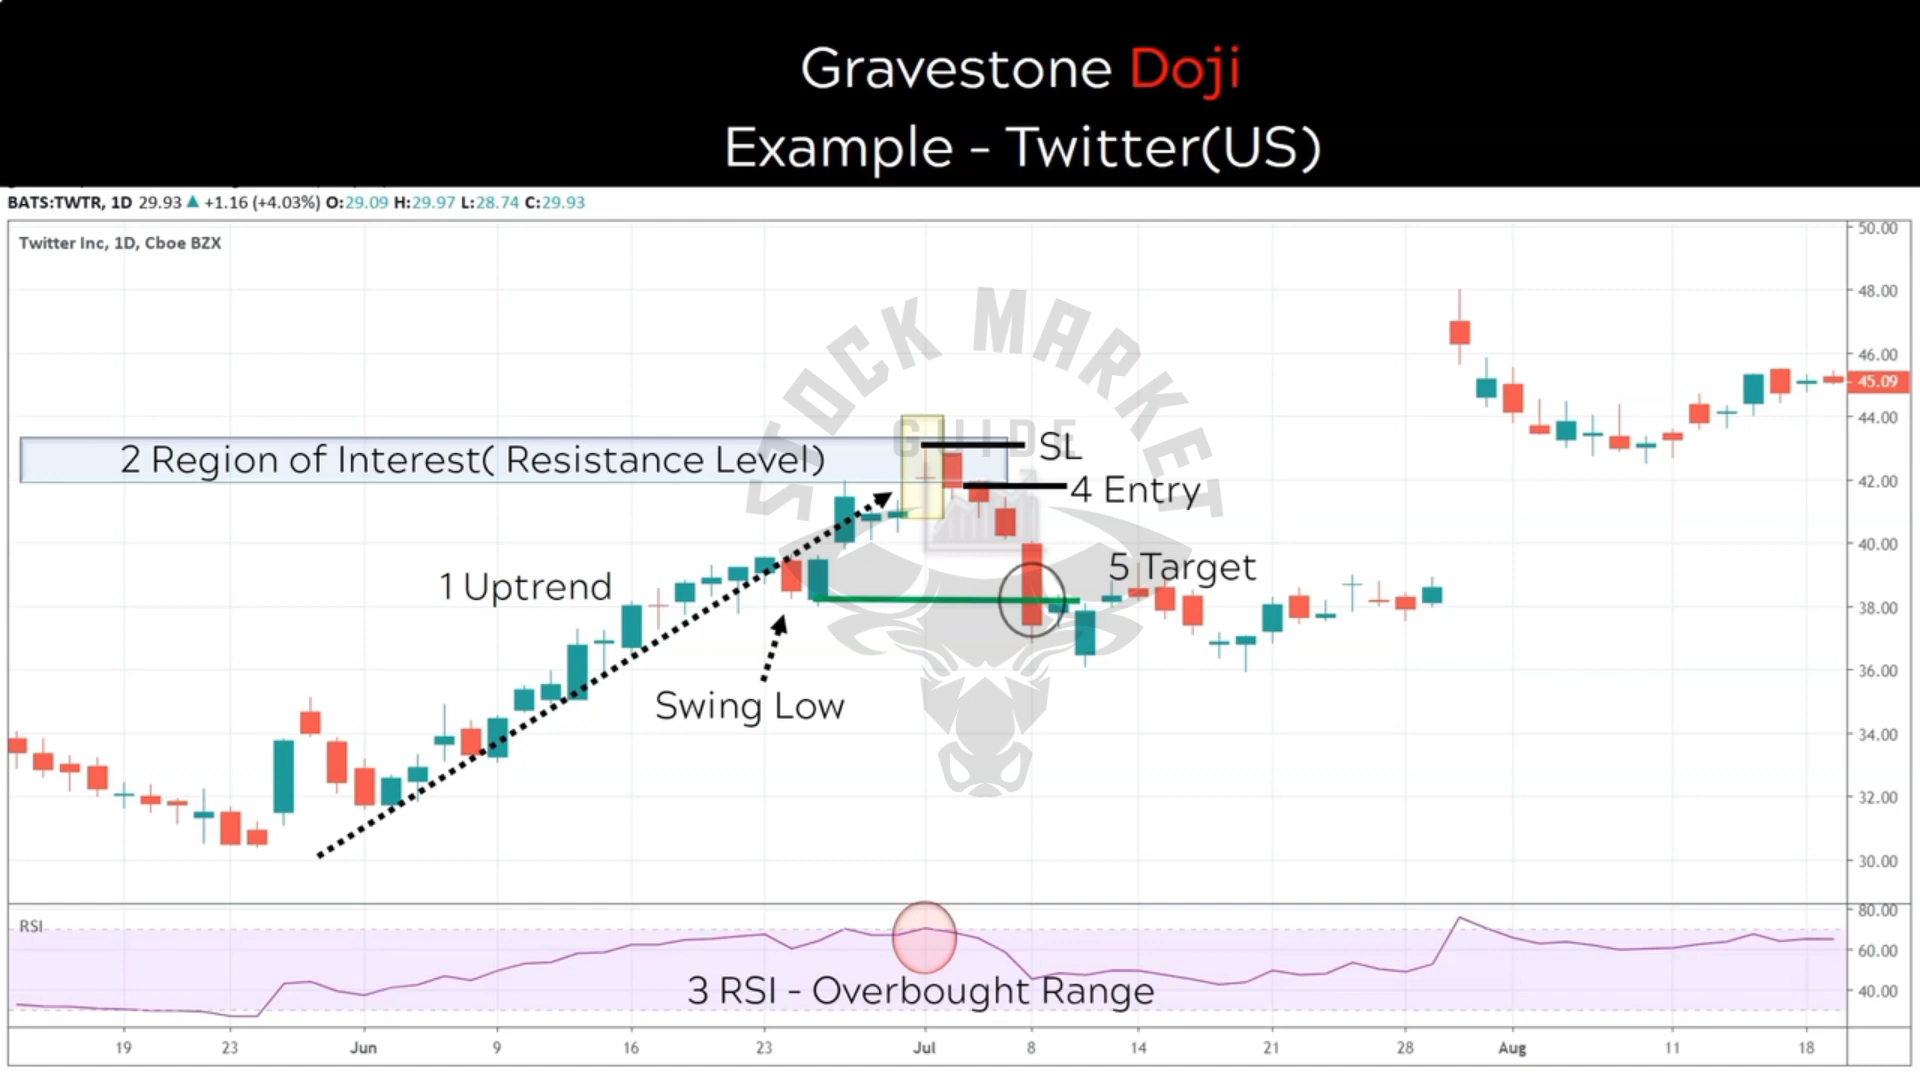 Gravestone Doji
Example - Twitter(US)
BATS:TWTR, 1D 29.93 ▲ +1.16 (+4.03%) O:29.09 H:29.97 L:28.74 C:29.93
Twitter Inc, 1D, Cboe BZX
50.00
48.00
46.00
45.09
44.00
42.00
40.00
38.00
36.00
34.00
32.00
30.00
STOCK MARKET
GUIDE
2 Region of Interest( Resistance Level)
SL
4 Entry
5 Target
1 Uptrend
Swing Low
RSI
80.00
60.00
40.00
3 RSI - Overbought Range
19 23 Jun 9 16 23 Jul 8 14 21 28 Aug 11 18